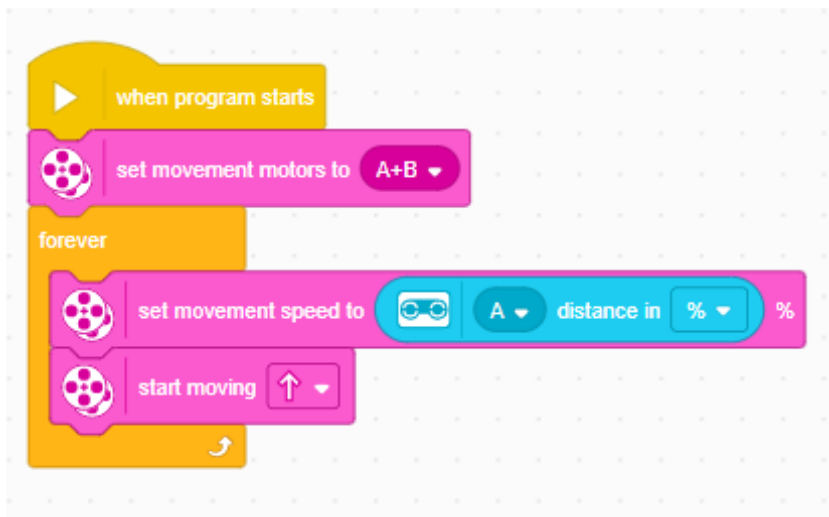 when program starts
set movement motors to A+B
forever
set movement speed to A distance in % %
start moving